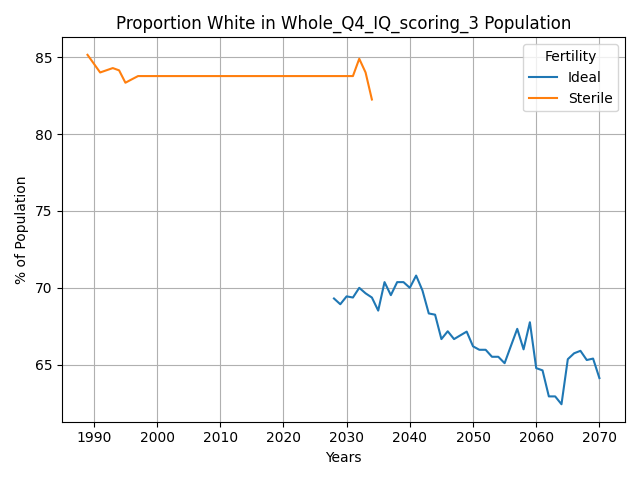 Proportion White in Whole_Q4_IQ_scoring_3 Population
Fertility
Ideal
Sterile
% of Population
85
80
75
70
65
1990 2000 2010 2020 2030 2040 2050 2060 2070
Years